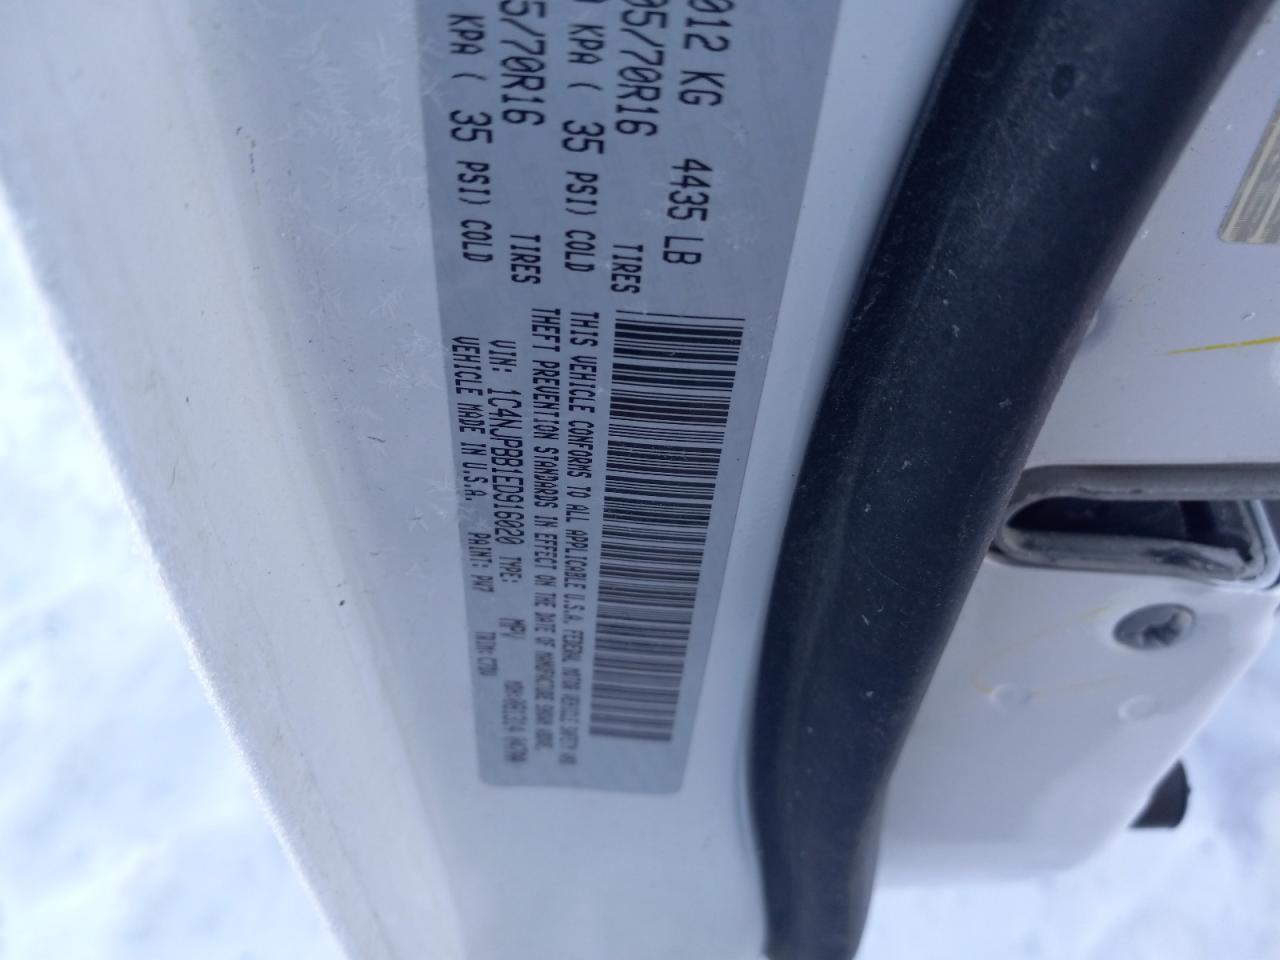 012 KG 4435 LB
05/70R16 TIRES
KPA ( 35 PSI) COLD
5/70R16 TIRES
KPA ( 35 PSI) COLD
THIS VEHICLE CONFORMS TO ALL APPLICABLE U.S.A. FEDERAL MOTOR VEHICLE SAFETY AND
THEFT PREVENTION STANDARDS IN EFFECT ON THE DATE OF MANUFACTURE SHOWN ABOVE.
VIN: 1C4NJPBB1ED916020 TYPE: MPV
VEHICLE MADE IN U.S.A. PAINT: PW7 TRIM: